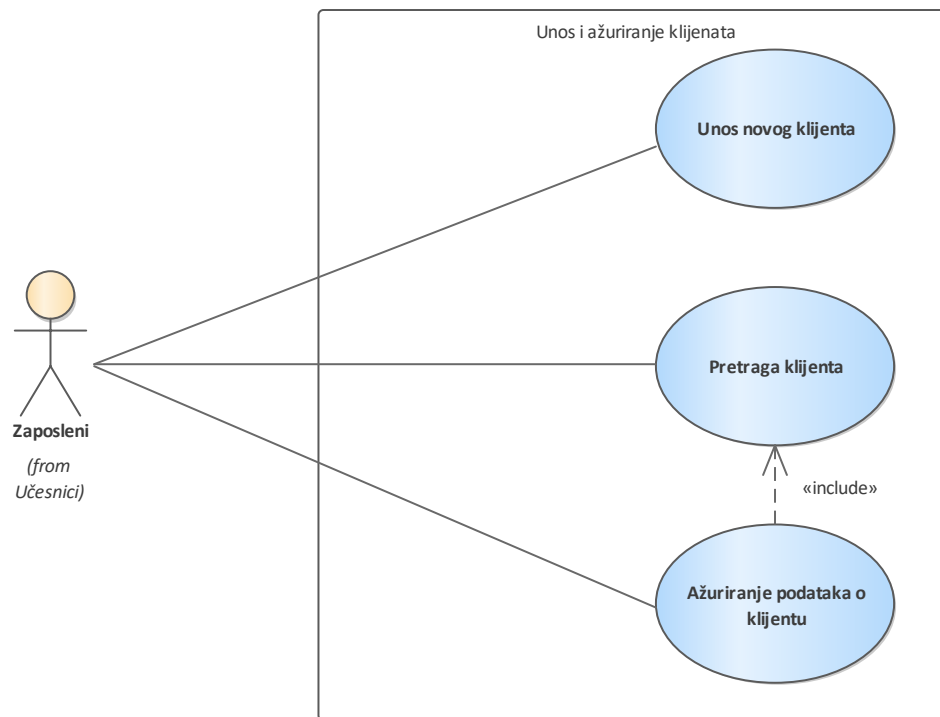 Unos i ažuriranje klijenata
Unos novog klijenta
Pretraga klijenta
Zaposleni
(from
Učesnici)
«include»
Ažuriranje podataka o
klijentu